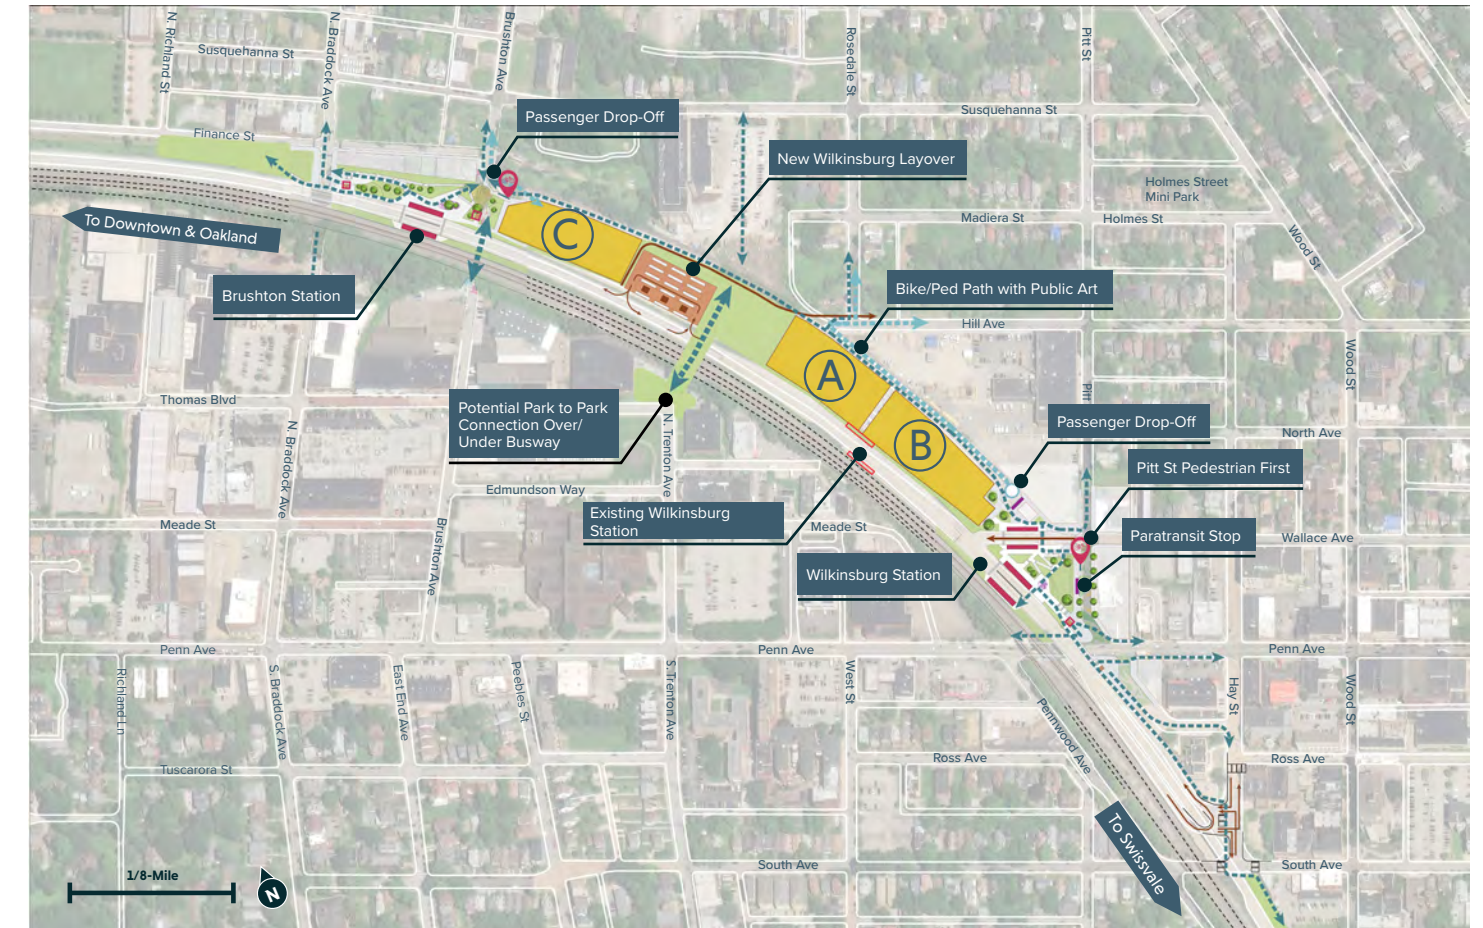 N. Richland St
N. Braddock Ave
Brushton Ave
Rosedale St
Pitt St
Susquehanna St
Susquehanna St
Passenger Drop-Off
Finance St
New Wilkinsburg Layover
Holmes Street
Mini Park
Madiera St
Holmes St
To Downtown & Oakland
C
Wood St
Brushton Station
Bike/Ped Path with Public Art
Hill Ave
A
Wood St
Pitt
Thomas Blvd
Potential Park to Park
Connection Over/
Under Busway
Passenger Drop-Off
N. Braddock Ave
N. Trenton Ave
B
North Ave
Pitt St Pedestrian First
Edmundson Way
Existing Wilkinsburg
Station
Meade St
Brushton Ave
Meade St
Paratransit Stop
Wallace Ave
Wilkinsburg Station
Penn Ave
Penn Ave
Penn Ave
Richland Ln
S. Braddock Ave
East End Ave
Peebles St
S. Trenton Ave
West St
Pennwood Ave
Hay St
Wood St
Ross Ave
Ross Ave
Tuscarora St
To Swissvale
South Ave
South Ave
1/8-Mile
N